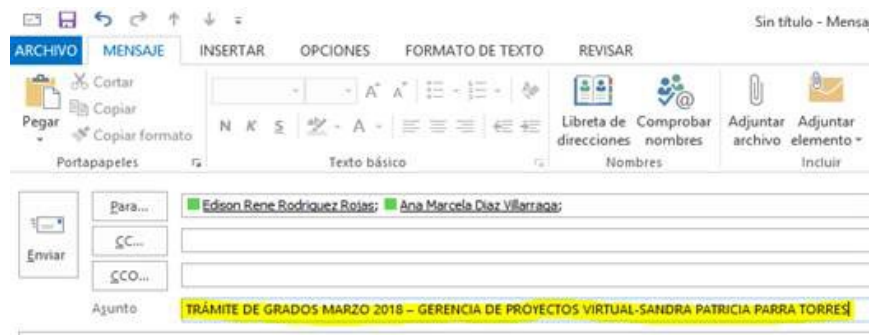 Sin título - Mensa
ARCHIVO MENSAJE INSERTAR OPCIONES FORMATO DE TEXTO REVISAR
Pegar
Cortar
Copiar
Copiar formato
Portapapeles
N K S
Texto básico
Libreta de direcciones
Comprobar nombres
Nombres
Adjuntar archivo
Adjuntar elemento
Incluir
Enviar
Para... Edison Rene Rodriguez Rojas; Ana Marcela Diaz Villarraga;
CC...
CCO...
Asunto TRÁMITE DE GRADOS MARZO 2018 – GERENCIA DE PROYECTOS VIRTUAL-SANDRA PATRICIA PARRA TORRES